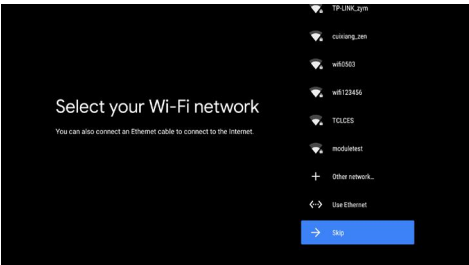 TP-LINK_zym
cuixiang_zen
wifi0503
wifi123456
Select your Wi-Fi network
You can also connect an Ethernet cable to connect to the Internet.
TCLCES
moduletest
Other network...
Use Ethernet
Skip